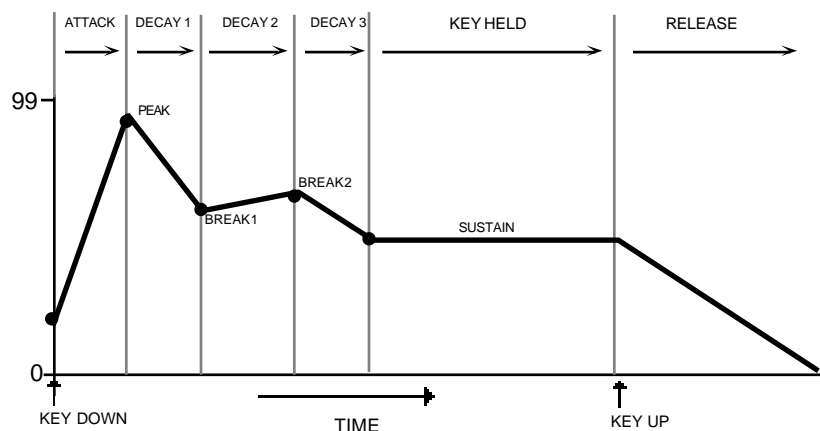 ATTACK
DECAY 1
DECAY 2
DECAY 3
KEY HELD
RELEASE
99
PEAK
BREAK2
BREAK1
SUSTAIN
0
KEY DOWN
TIME
KEY UP